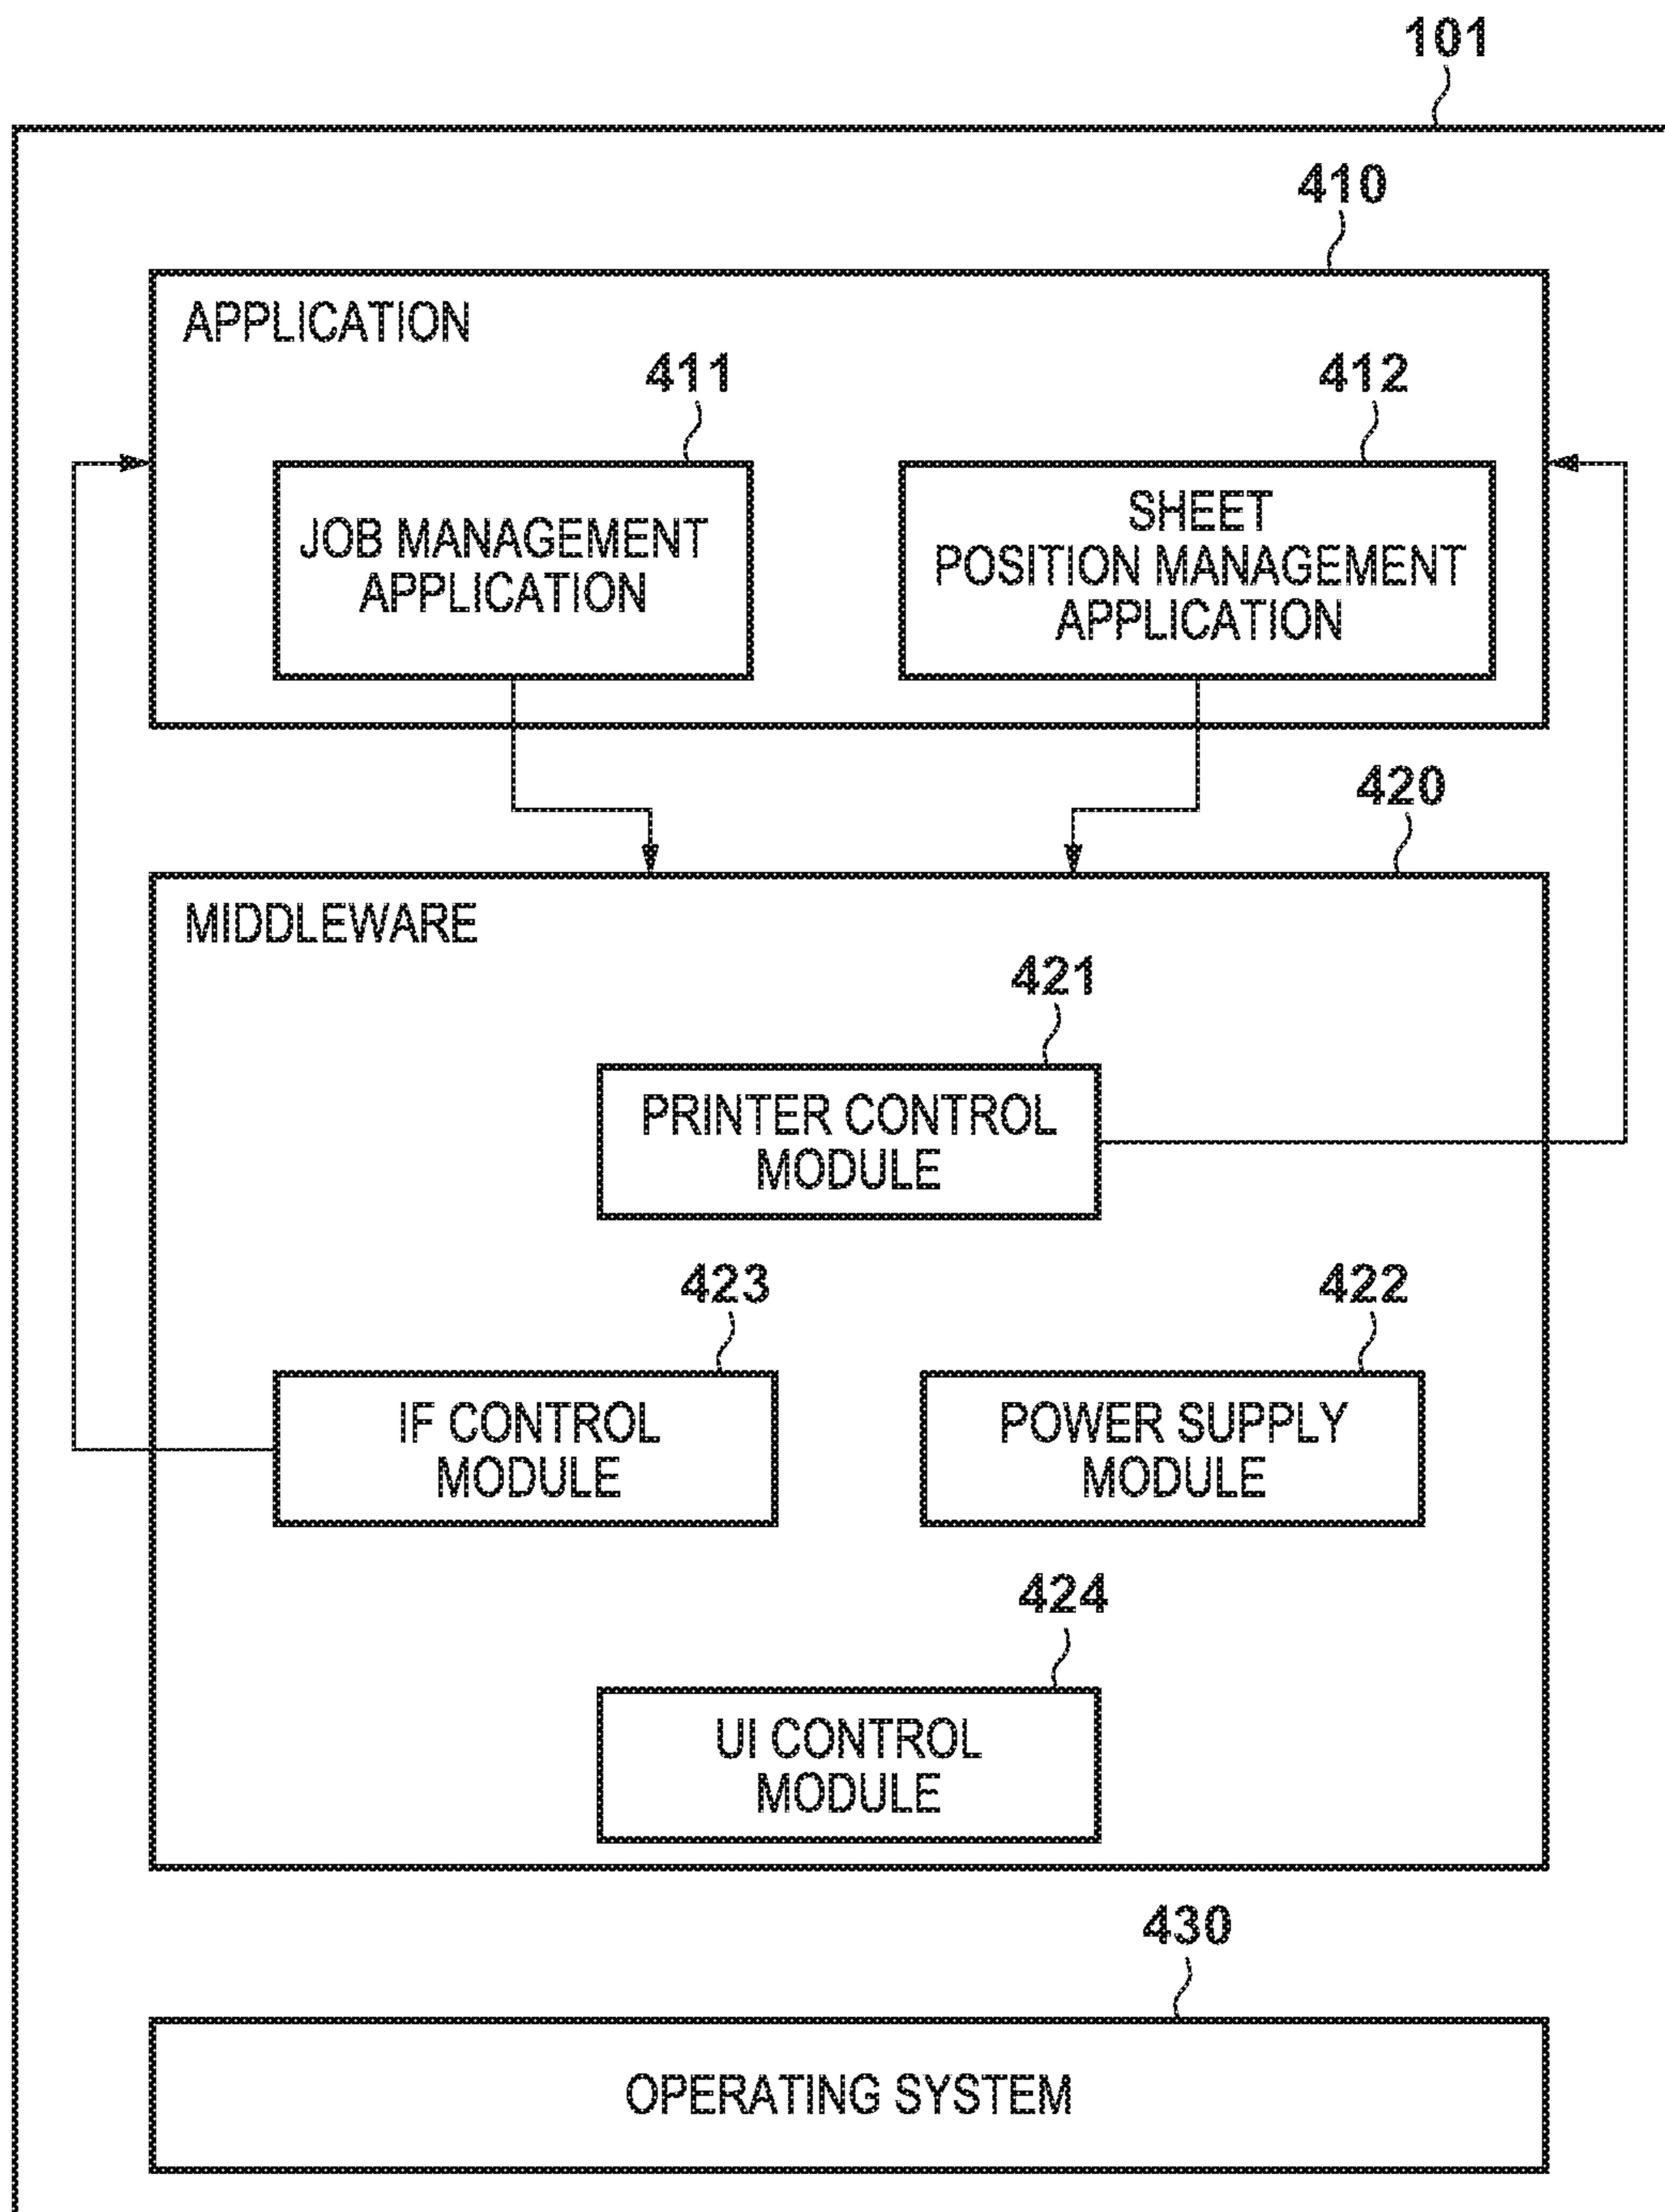 101
410
APPLICATION
411
412
JOB MANAGEMENT
APPLICATION
SHEET
POSITION MANAGEMENT
APPLICATION
420
MIDDLEWARE
421
PRINTER CONTROL
MODULE
423
422
IF CONTROL
MODULE
POWER SUPPLY
MODULE
424
UI CONTROL
MODULE
430
OPERATING SYSTEM